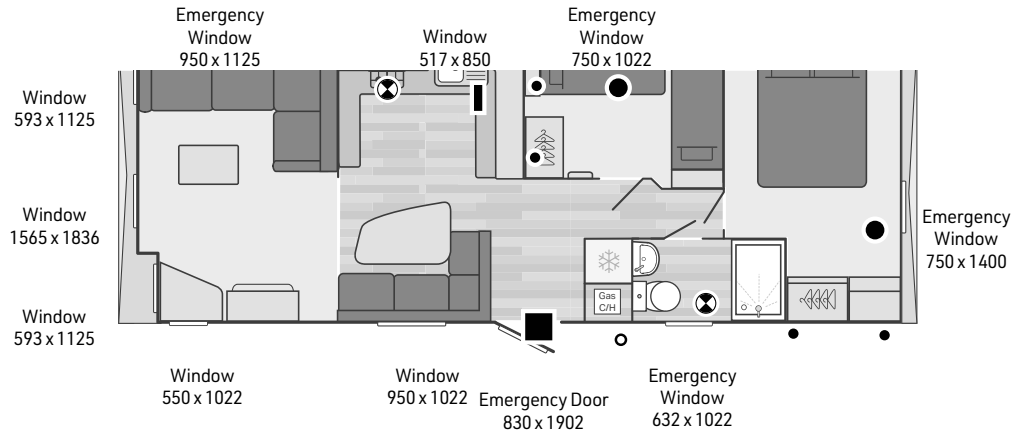 Emergency
Window
950 x 1125
Window
517 x 850
Emergency
Window
750 x 1022
Window
593 x 1125
Window
1565 x 1836
Window
593 x 1125
Emergency
Window
750 x 1400
Gas
C/H
Window
550 x 1022
Window
950 x 1022
Emergency Door
830 x 1902
Emergency
Window
632 x 1022